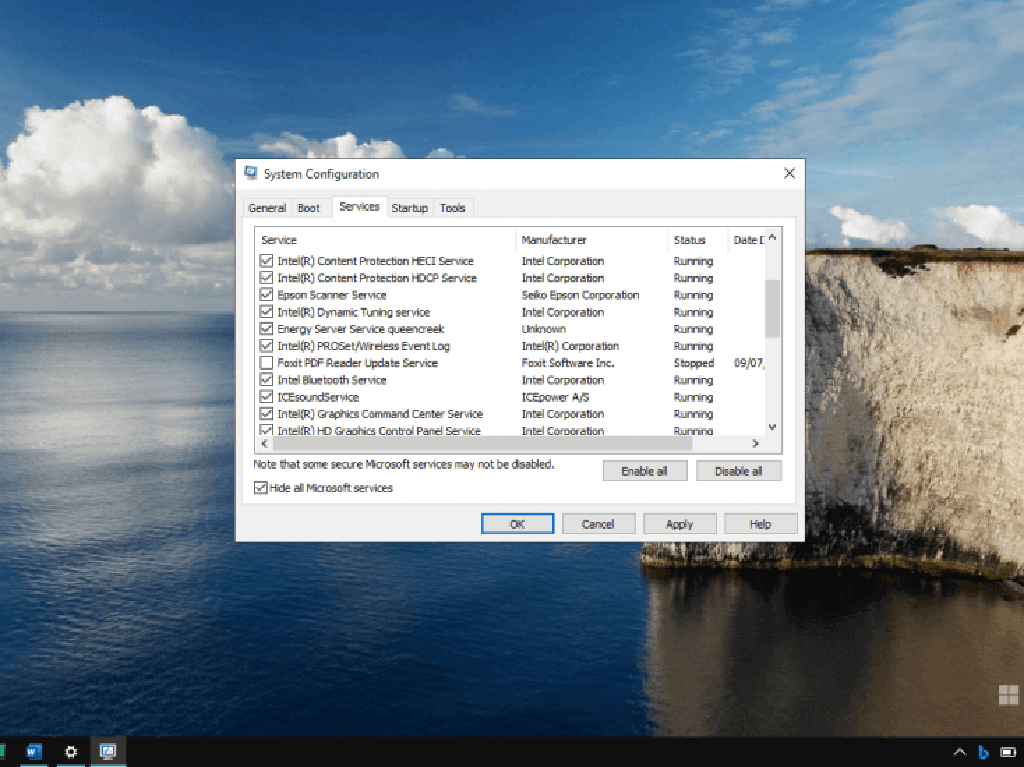 System Configuration
General Boot Services Startup Tools
Service Manufacturer Status Date D
Intel(R) Content Protection HECI Service Intel Corporation Running
Intel(R) Content Protection HDCP Service Intel Corporation Running
Epson Scanner Service Seiko Epson Corporation Running
Intel(R) Dynamic Tuning service Intel Corporation Running
Energy Server Service queencreek Unknown Running
Intel(R) PROSet/Wireless Event Log Intel(R) Corporation Running
Foxit PDF Reader Update Service Foxit Software Inc. Stopped 09/07,
Intel Bluetooth Service Intel Corporation Running
ICEsoundService ICEpower A/S Running
Intel(R) Graphics Command Center Service Intel Corporation Running
Intel(R) HD Graphics Control Panel Service Intel Corporation Running
Note that some secure Microsoft services may not be disabled.
Enable all Disable all
Hide all Microsoft services
OK Cancel Apply Help